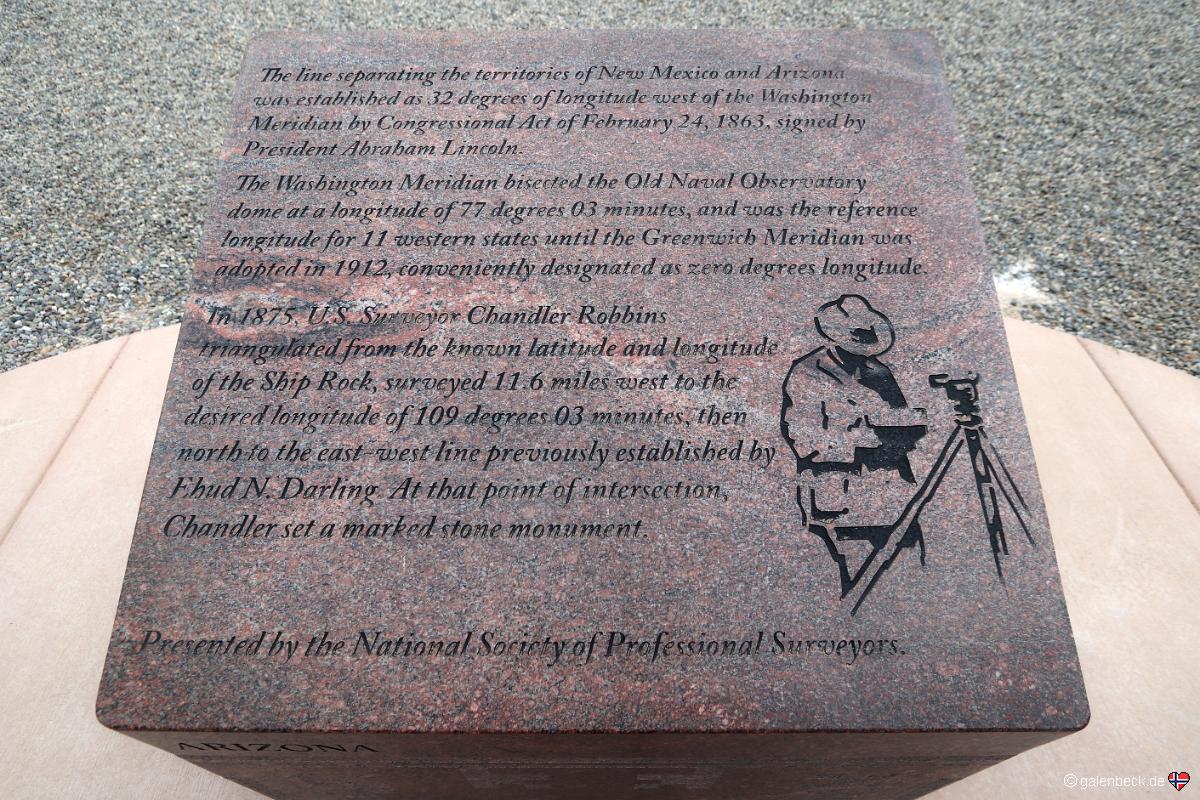 The line separating the territories of New Mexico and Arizona
was established as 32 degrees of longitude west of the Washington
Meridian by Congressional Act of February 24, 1863, signed by
President Abraham Lincoln.
The Washington Meridian bisected the Old Naval Observatory
dome at a longitude of 77 degrees 03 minutes, and was the reference
longitude for 11 western states until the Greenwich Meridian was
adopted in 1912, conveniently designated as zero degrees longitude.
In 1875, U.S. Surveyor Chandler Robbins
triangulated from the known latitude and longitude
of the Ship Rock, surveyed 11.6 miles west to the
desired longitude of 109 degrees 03 minutes, then
north to the east-west line previously established by
Ehud N. Darling. At that point of intersection,
Chandler set a marked stone monument.
Presented by the National Society of Professional Surveyors.
ARIZONA
© galenbeck.de